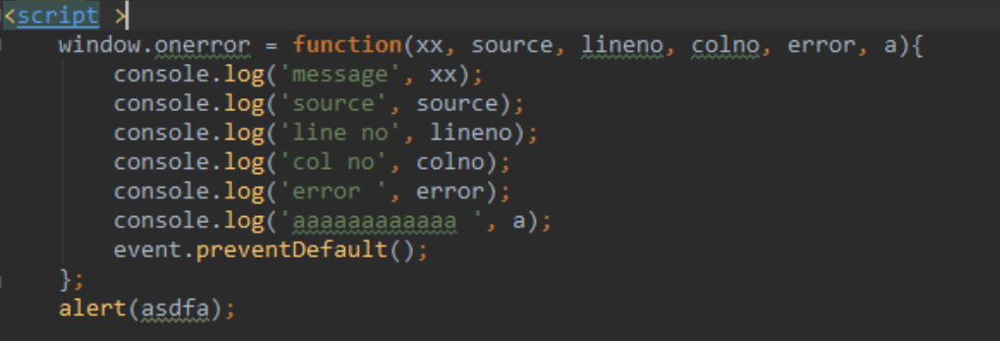 <script >
window.onerror = function(xx, source, lineno, colno, error, a){
console.log('message', xx);
console.log('source', source);
console.log('line no', lineno);
console.log('col no', colno);
console.log('error ', error);
console.log('aaaaaaaaaaaa ', a);
event.preventDefault();
};
alert(asdfa);